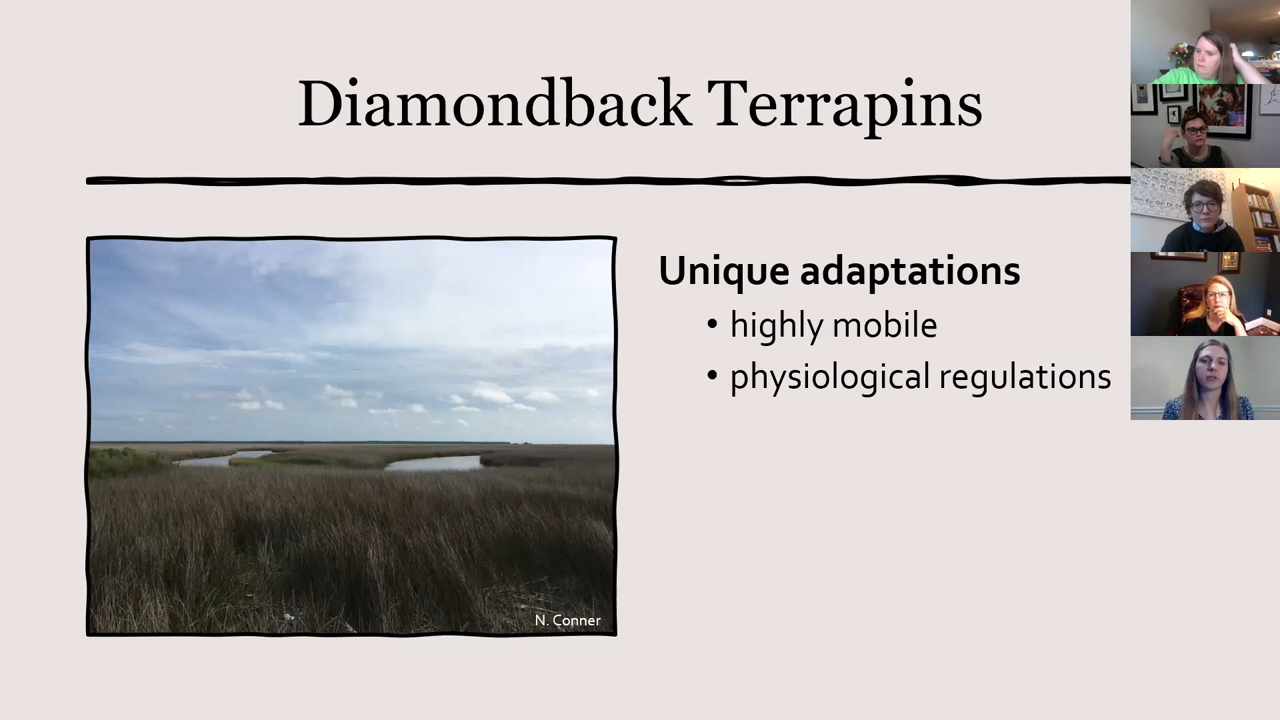 Diamondback Terrapins
Unique adaptations
• highly mobile
• physiological regulations
N. Conner